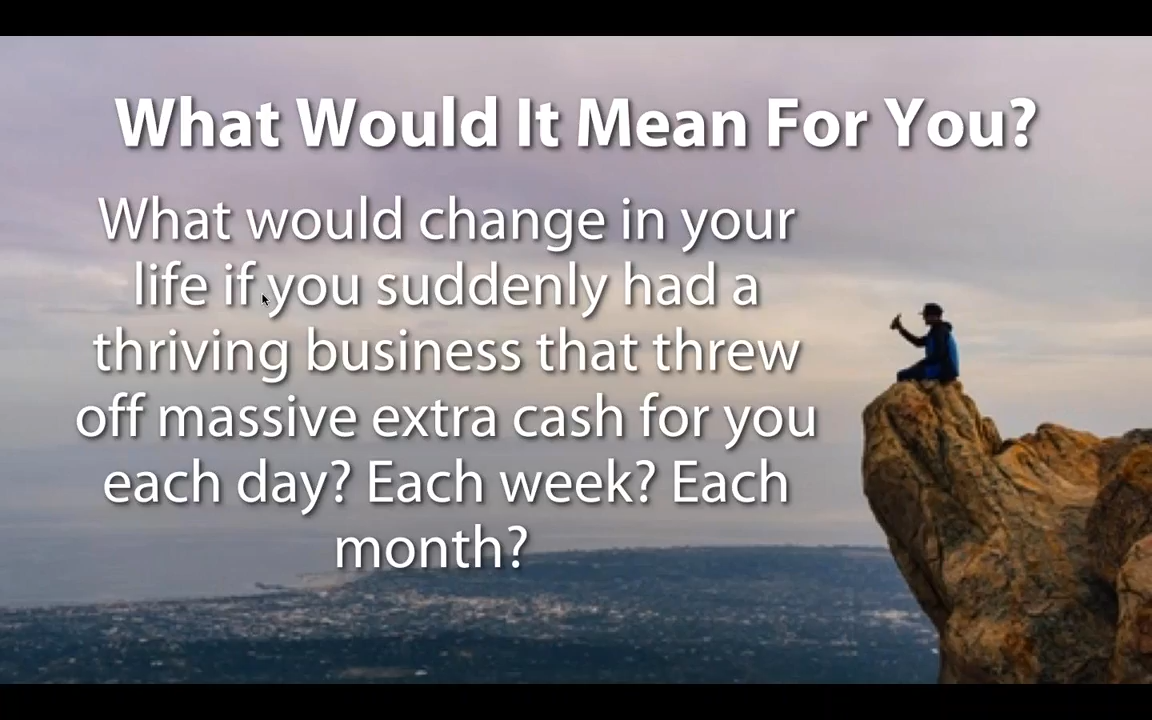 What Would It Mean For You?
What would change in your
life if you suddenly had a
thriving business that threw
off massive extra cash for you
each day? Each week? Each
month?